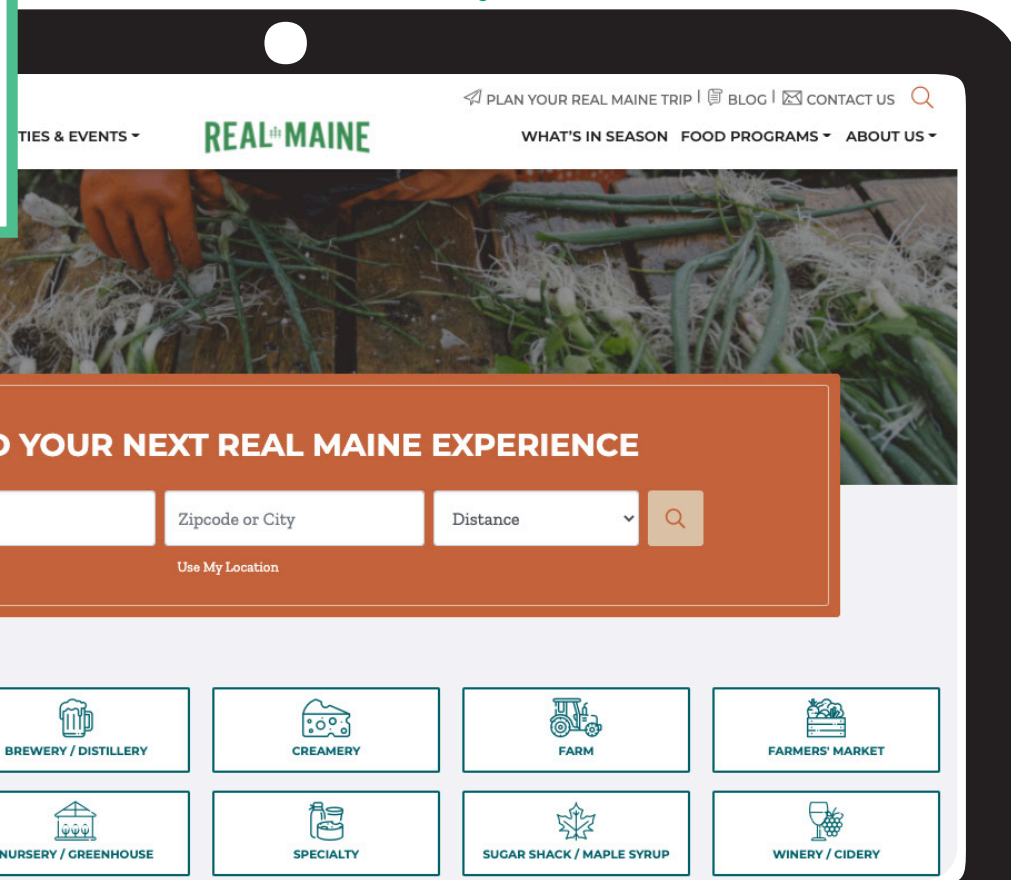 PLAN YOUR REAL MAINE TRIP | BLOG | CONTACT US
TIES & EVENTS REAL MAINE WHAT'S IN SEASON FOOD PROGRAMS ABOUT US
YOUR NEXT REAL MAINE EXPERIENCE
Zipcode or City Distance
Use My Location
BREWERY / DISTILLERY CREAMERY FARM FARMERS' MARKET
NURSERY / GREENHOUSE SPECIALTY SUGAR SHACK / MAPLE SYRUP WINERY / CIDERY